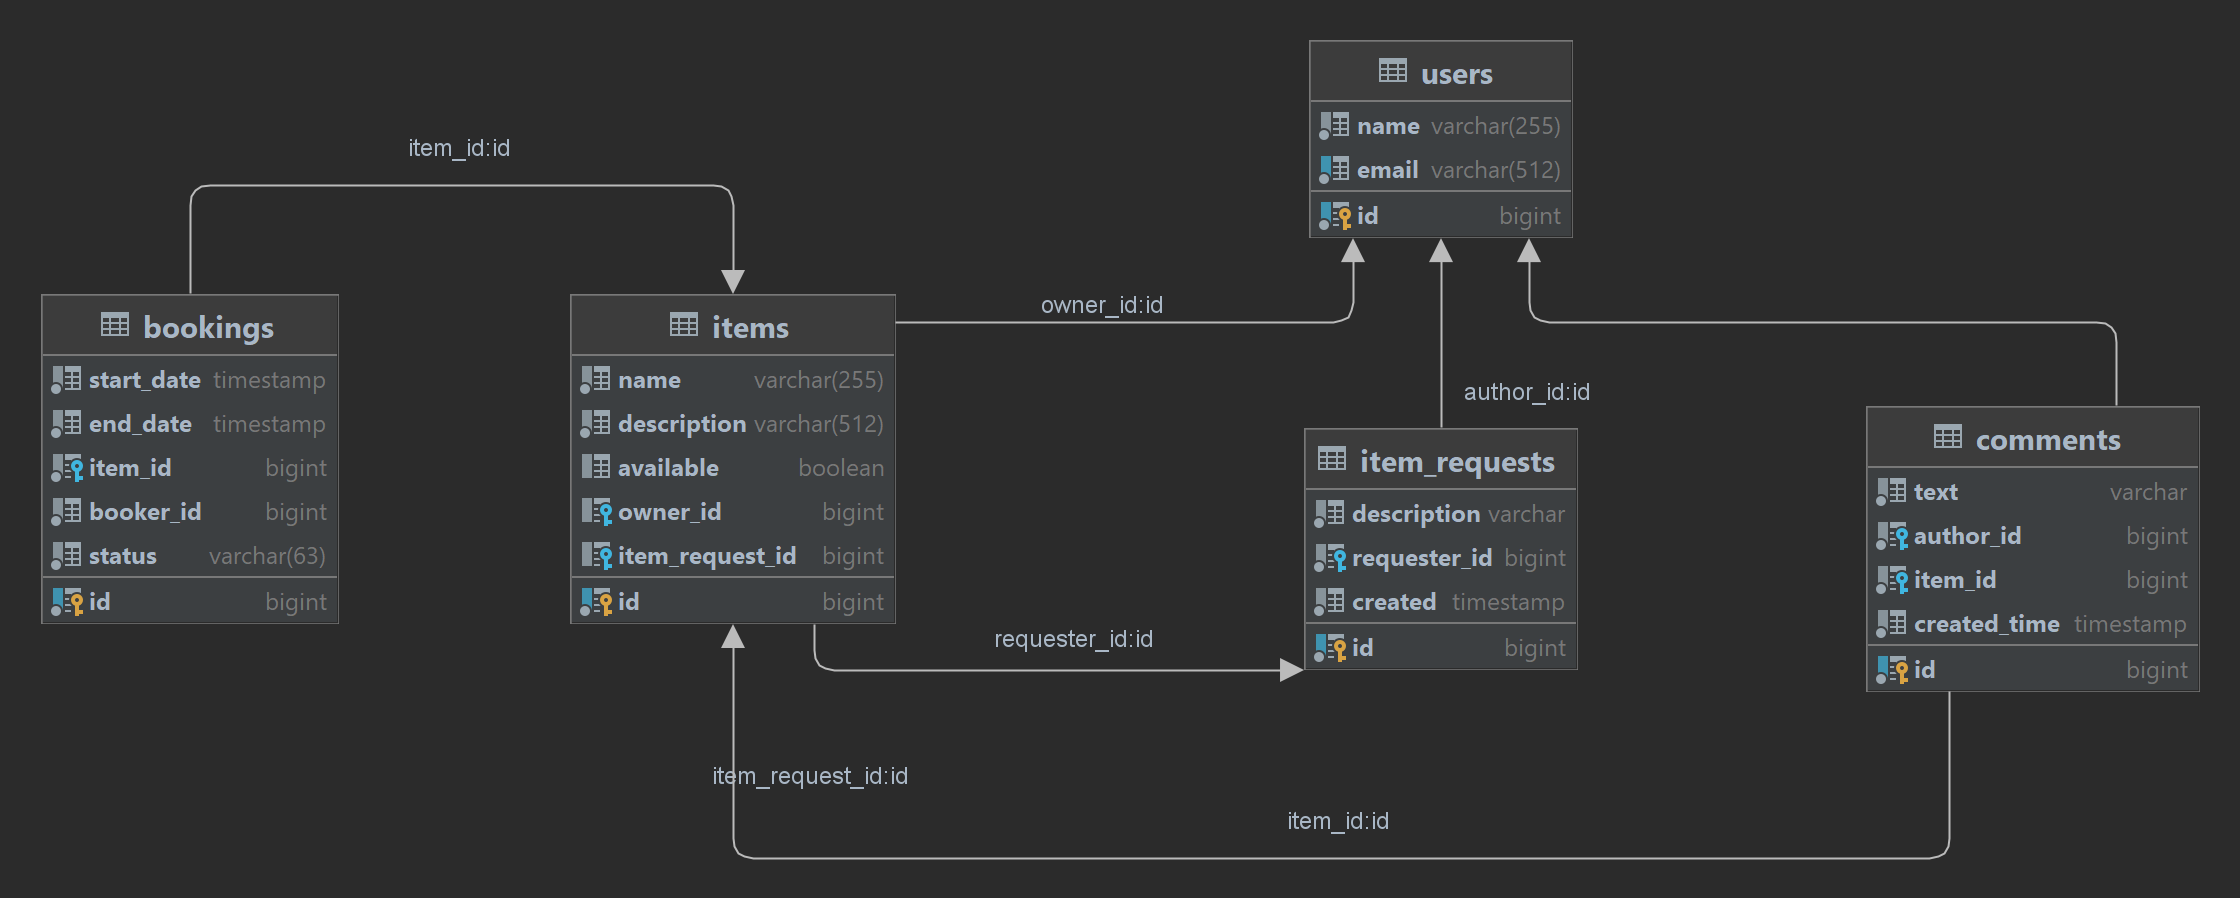 users
name varchar(255)
email varchar(512)
id bigint
item_id:id
owner_id:id
bookings
start_date timestamp
end_date timestamp
item_id bigint
booker_id bigint
status varchar(63)
id bigint
items
name varchar(255)
description varchar(512)
available boolean
owner_id bigint
item_request_id bigint
id bigint
author_id:id
item_requests
description varchar
requester_id bigint
created timestamp
id bigint
comments
text varchar
author_id bigint
item_id bigint
created_time timestamp
id bigint
requester_id:id
item_request_id:id
item_id:id